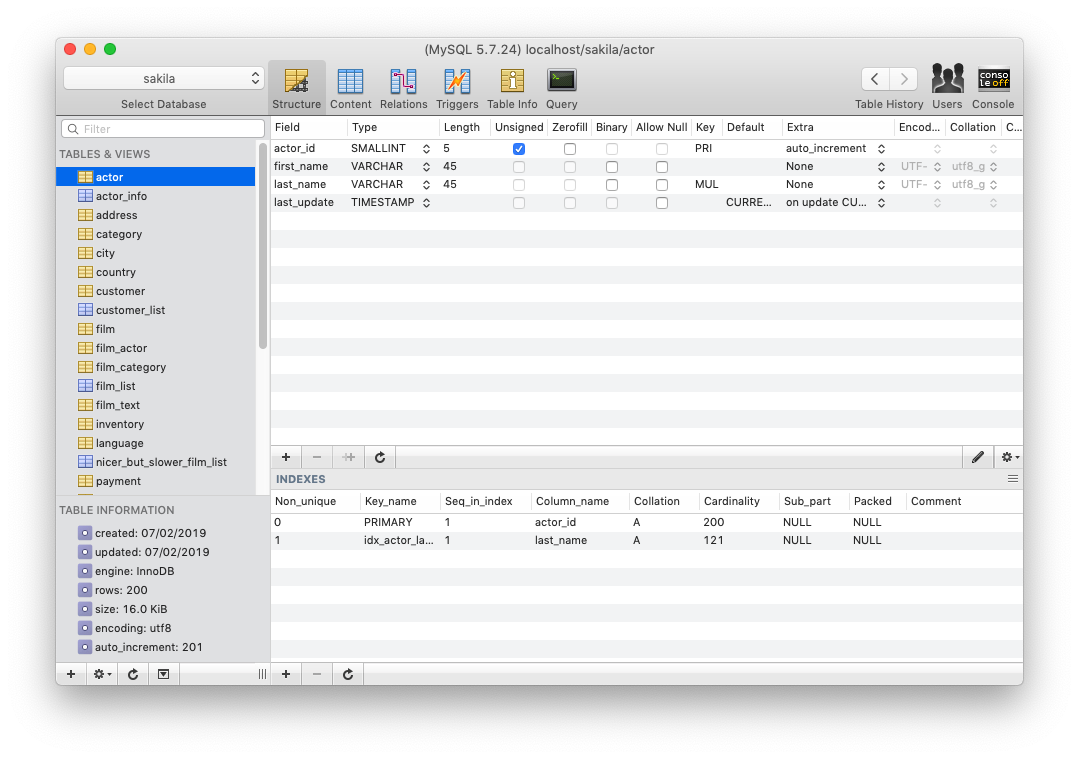 (MySQL 5.7.24) localhost/sakila/actor
sakila
Select Database
Structure Content Relations Triggers Table Info Query
Table History Users Console
conso
leoff
Filter
TABLES & VIEWS
actor
actor_info
address
category
city
country
customer
customer_list
film
film_actor
film_category
film_list
film_text
inventory
language
nicer_but_slower_film_list
payment
TABLE INFORMATION
created: 07/02/2019
updated: 07/02/2019
engine: InnoDB
rows: 200
size: 16.0 KiB
encoding: utf8
auto_increment: 201
Field Type Length Unsigned Zerofill Binary Allow Null Key Default Extra Encod... Collation C...
actor_id SMALLINT 5 PRI auto_increment
first_name VARCHAR 45 None UTF- utf8_g
last_name VARCHAR 45 MUL None UTF- utf8_g
last_update TIMESTAMP CURRE... on update CU...
INDEXES
Non_unique Key_name Seq_in_index Column_name Collation Cardinality Sub_part Packed Comment
0 PRIMARY 1 actor_id A 200 NULL NULL
1 idx_actor_la... 1 last_name A 121 NULL NULL